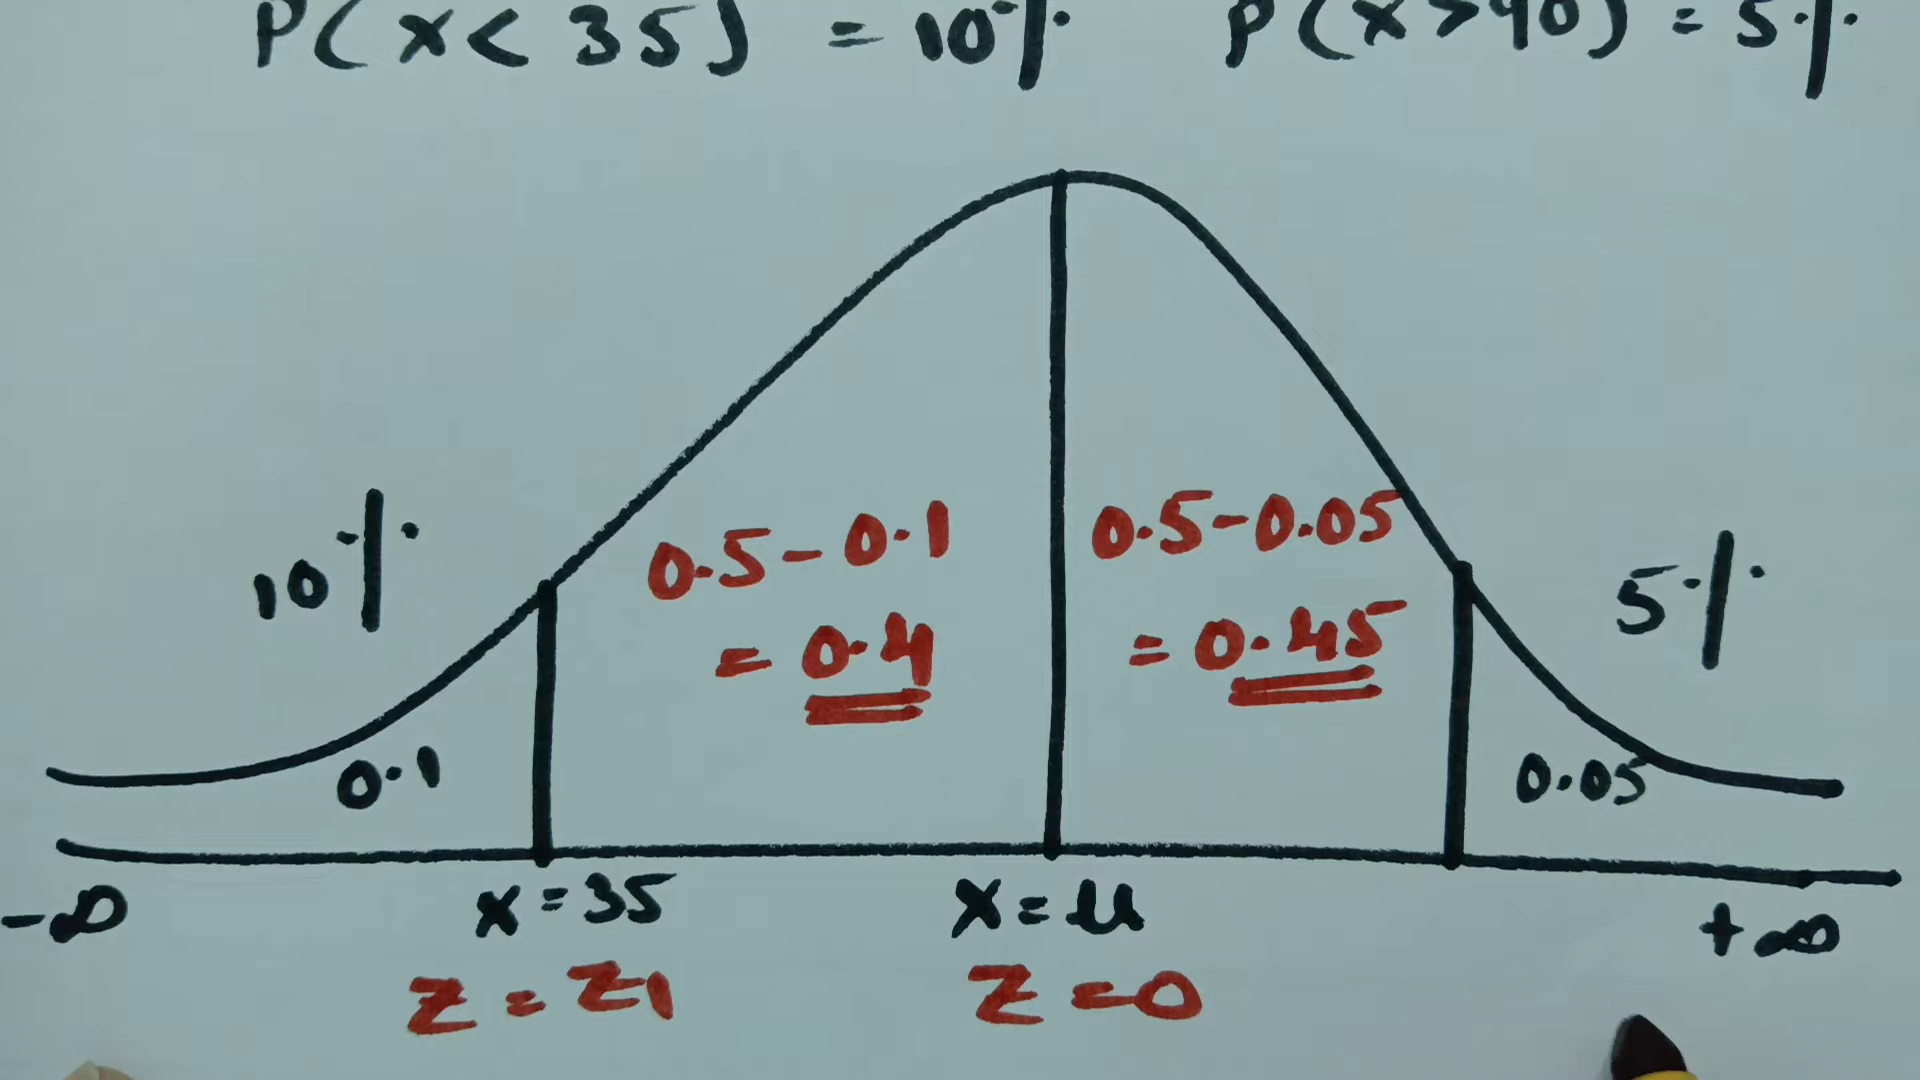 P(x<35) = 10% P(x>90) = 5%
10% 0.5-0.1 0.5-0.05 5%
= 0.4 = 0.45
0.1 0.05
-∞ x=35 x=μ +∞
z=z1 z=0